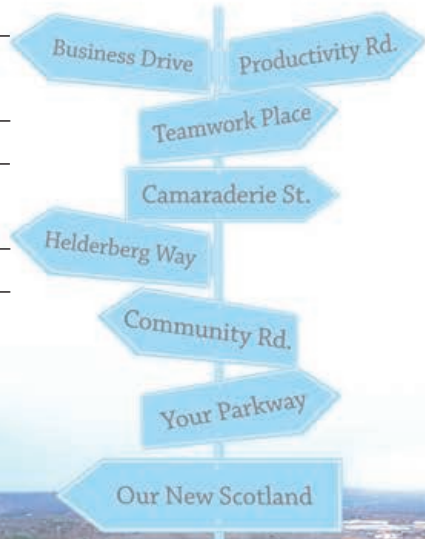 Business Drive
Productivity Rd.
Teamwork Place
Camaraderie St.
Helderberg Way
Community Rd.
Your Parkway
Our New Scotland